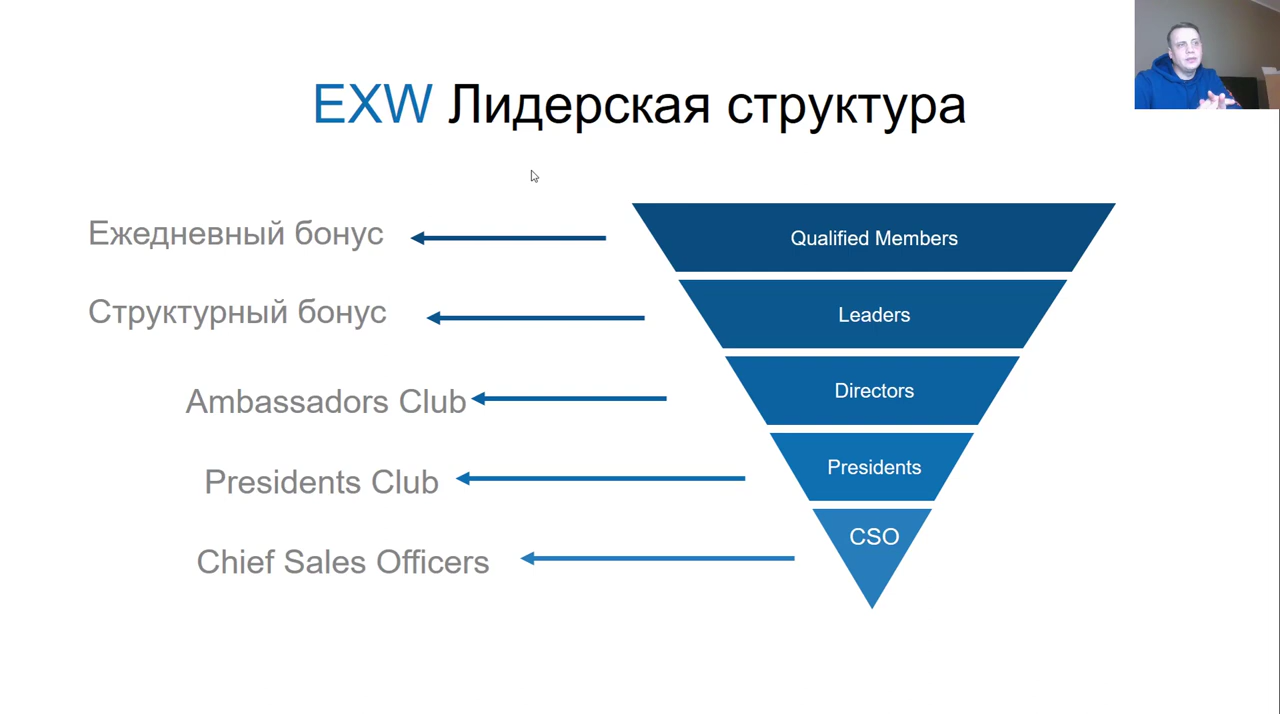 EXW Лидерская структура
Ежедневный бонус
Qualified Members
Структурный бонус
Leaders
Ambassadors Club
Directors
Presidents Club
Presidents
Chief Sales Officers
CSO